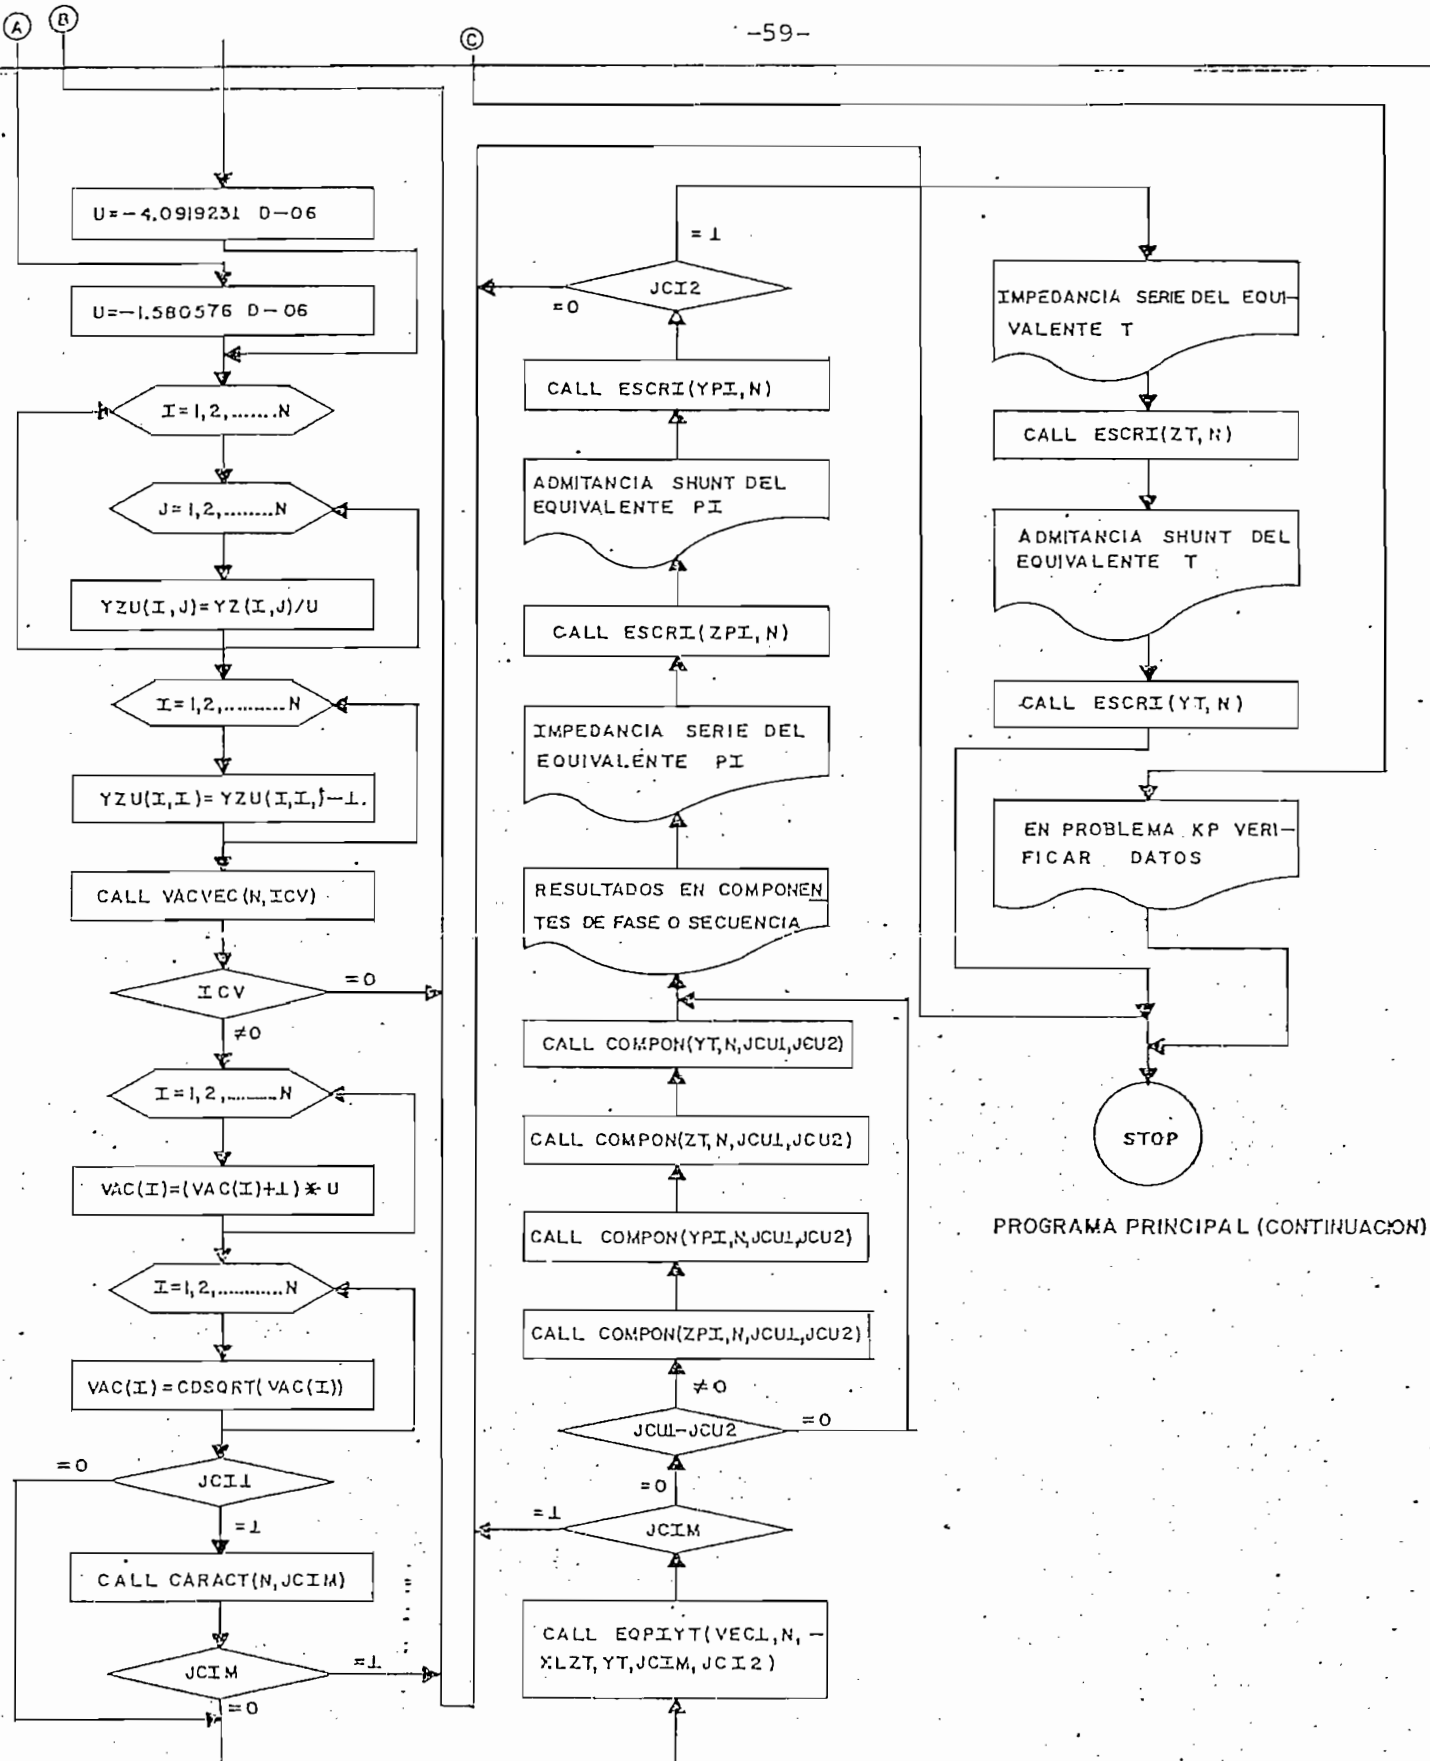 -59-
A
B
C
U=-4.0919231 D-06
U=-1.580576 D-06
I=1,2,.......N
J=1,2,........N
YZU(I,J)=YZ(I,J)/U
I=1,2,..........N
YZU(I,I)=YZU(I,I,)-1.
CALL VACVEC(N,ICV)
ICV
=0
≠0
I=1,2,.........N
VAC(I)=(VAC(I)+1)*U
I=1,2,............N
VAC(I)=CDSQRT(VAC(I))
=0
JCI1
=1
CALL CARACT(N,JCIM)
JCIM
=1
=0
=1
JCI2
=0
CALL ESCRI(YPI,N)
ADMITANCIA SHUNT DEL
EQUIVALENTE PI
CALL ESCRI(ZPI,N)
IMPEDANCIA SERIE DEL
EQUIVALENTE PI
RESULTADOS EN COMPONEN
TES DE FASE O SECUENCIA
CALL COMPON(YT,N,JCU1,JCU2)
CALL COMPON(ZT,N,JCU1,JCU2)
CALL COMPON(YPI,N,JCU1,JCU2)
CALL COMPON(ZPI,N,JCU1,JCU2)
≠0
JCU1-JCU2
=0
=0
=1
JCIM
CALL EQPIYT(VEC1,N,-
XLZT,YT,JCIM,JCI2)
IMPEDANCIA SERIE DEL EQUI-
VALENTE T
CALL ESCRI(ZT,N)
ADMITANCIA SHUNT DEL
EQUIVALENTE T
CALL ESCRI(YT,N)
EN PROBLEMA KP VERI-
FICAR DATOS
STOP
PROGRAMA PRINCIPAL (CONTINUACION)